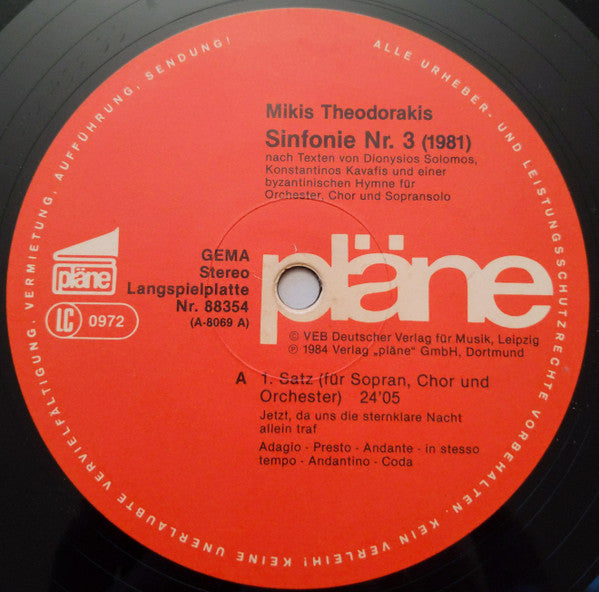 ALLE URHEBER- UND LEISTUNGSSCHUTZRECHTE VORBEHALTEN. KEIN VERLEIH! KEINE UNERLAUBTE VERVIELFÄLTIGUNG, VERMIETUNG, AUFFÜHRUNG, SENDUNG!
Mikis Theodorakis
Sinfonie Nr. 3 (1981)
nach Texten von Dionysios Solomos,
Konstantinos Kavafis und einer
byzantinischen Hymne für
Orchester, Chor und Sopransolo
pläne
LC 0972
GEMA
Stereo
Langspielplatte
Nr. 88354
(A-8069 A)
pläne
© VEB Deutscher Verlag für Musik, Leipzig
℗ 1984 Verlag „pläne" GmbH, Dortmund
A 1. Satz (für Sopran, Chor und
Orchester) 24'05
Jetzt, da uns die sternklare Nacht
allein traf
Adagio - Presto - Andante - in stesso
tempo - Andantino - Coda